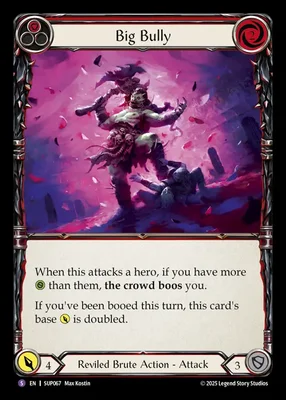 Big Bully
When this attacks a hero, if you have more
than them, the crowd boos you.
If you've been booed this turn, this card's
base is doubled.
4 Reviled Brute Action - Attack 3
S EN | SUP067 Max Kostin © 2025 Legend Story Studios